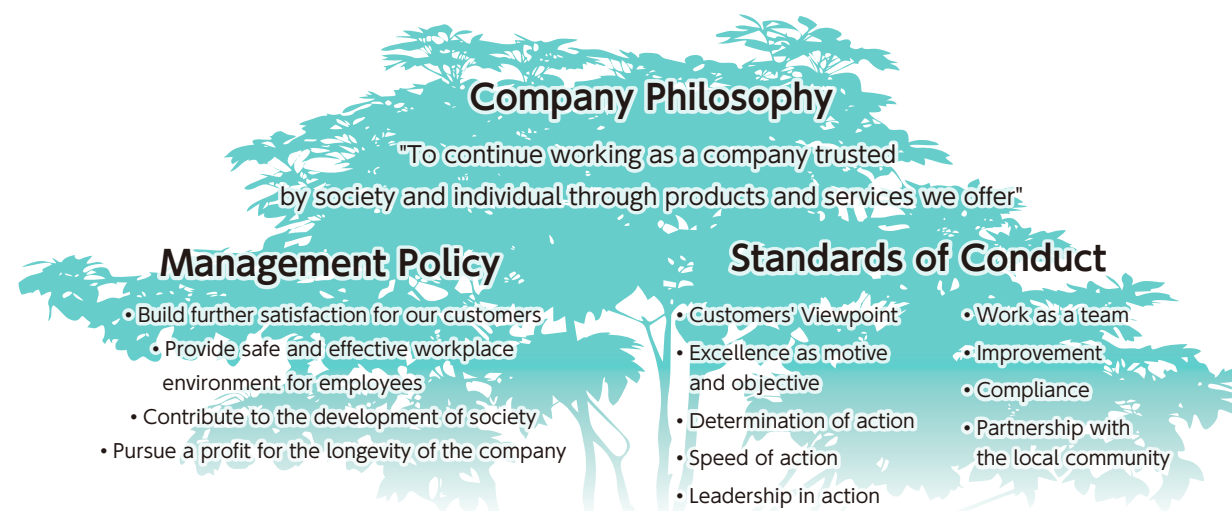 Company Philosophy
"To continue working as a company trusted
by society and individual through products and services we offer"
Management Policy
• Build further satisfaction for our customers
• Provide safe and effective workplace
environment for employees
• Contribute to the development of society
• Pursue a profit for the longevity of the company
Standards of Conduct
• Customers' Viewpoint
• Excellence as motive
and objective
• Determination of action
• Speed of action
• Leadership in action
• Work as a team
• Improvement
• Compliance
• Partnership with
the local community